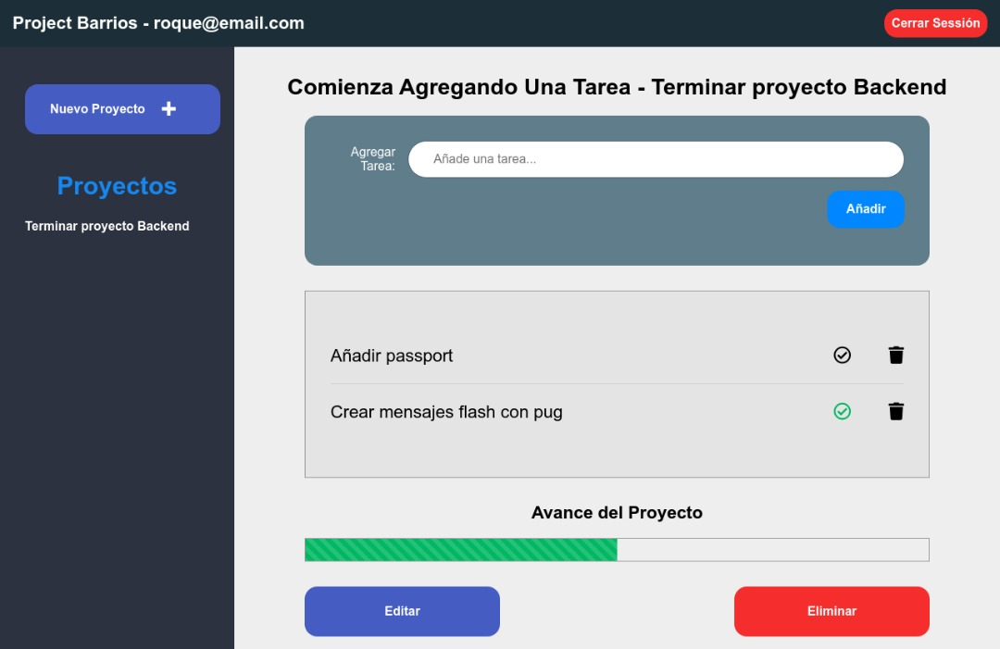 Project Barrios - roque@email.com
Cerrar Sessión
Nuevo Proyecto
Proyectos
Terminar proyecto Backend
Comienza Agregando Una Tarea - Terminar proyecto Backend
Agregar
Tarea:
Añade una tarea...
Añadir
Añadir passport
Crear mensajes flash con pug
Avance del Proyecto
Editar
Eliminar